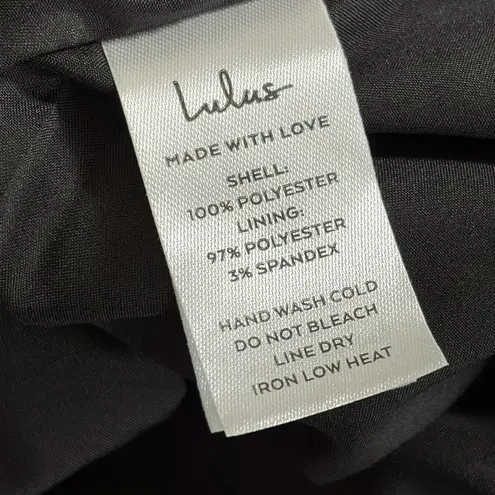 Lulus
MADE WITH LOVE
SHELL:
100% POLYESTER
LINING:
97% POLYESTER
3% SPANDEX
HAND WASH COLD
DO NOT BLEACH
LINE DRY
IRON LOW HEAT